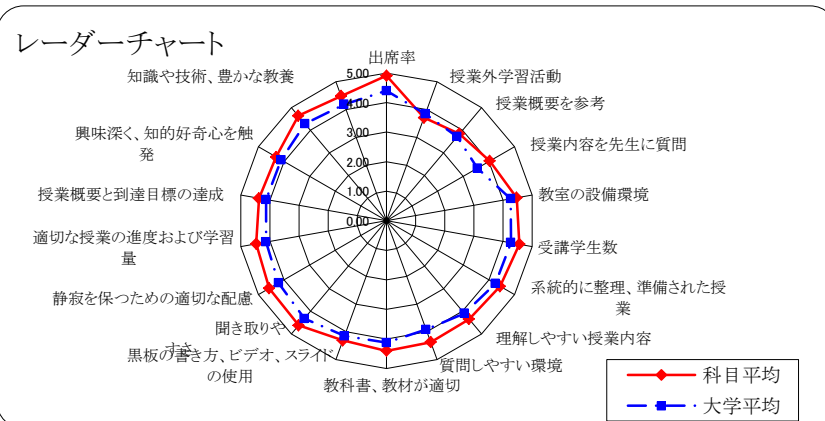 レーダーチャート
出席率
授業外学習活動
授業概要を参考
授業内容を先生に質問
教室の設備環境
受講学生数
系統的に整理、準備された授
業
理解しやすい授業内容
質問しやすい環境
教科書、教材が適切
黒板の書き方、ビデオ、スライド
の使用
聞き取りや
すさ
静寂を保つための適切な配慮
適切な授業の進度および学習
量
授業概要と到達目標の達成
興味深く、知的好奇心を触
発
知識や技術、豊かな教養
5.00
4.00
3.00
2.00
1.00
0.00
科目平均
大学平均